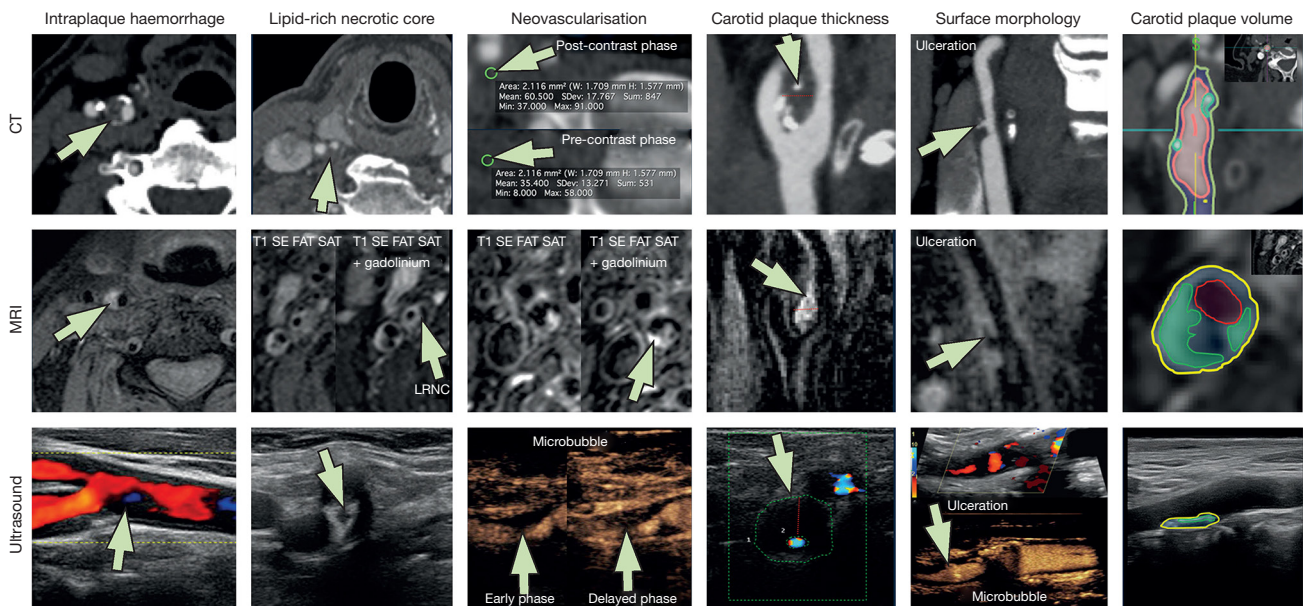 Intraplaque haemorrhage
Lipid-rich necrotic core
Neovascularisation
Carotid plaque thickness
Surface morphology
Carotid plaque volume
CT
Post-contrast phase
Area: 2.116 mm² (W: 1.709 mm H: 1.577 mm)
Mean: 60.500 SDev: 17.767 Sum: 847
Min: 37.000 Max: 91.000
Pre-contrast phase
Area: 2.116 mm² (W: 1.709 mm H: 1.577 mm)
Mean: 35.400 SDev: 13.271 Sum: 531
Min: 8.000 Max: 58.000
Ulceration
MRI
T1 SE FAT SAT
T1 SE FAT SAT
+ gadolinium
LRNC
T1 SE FAT SAT
T1 SE FAT SAT
+ gadolinium
Ulceration
Ultrasound
Microbubble
Early phase
Delayed phase
1
2
Ulceration
Microbubble